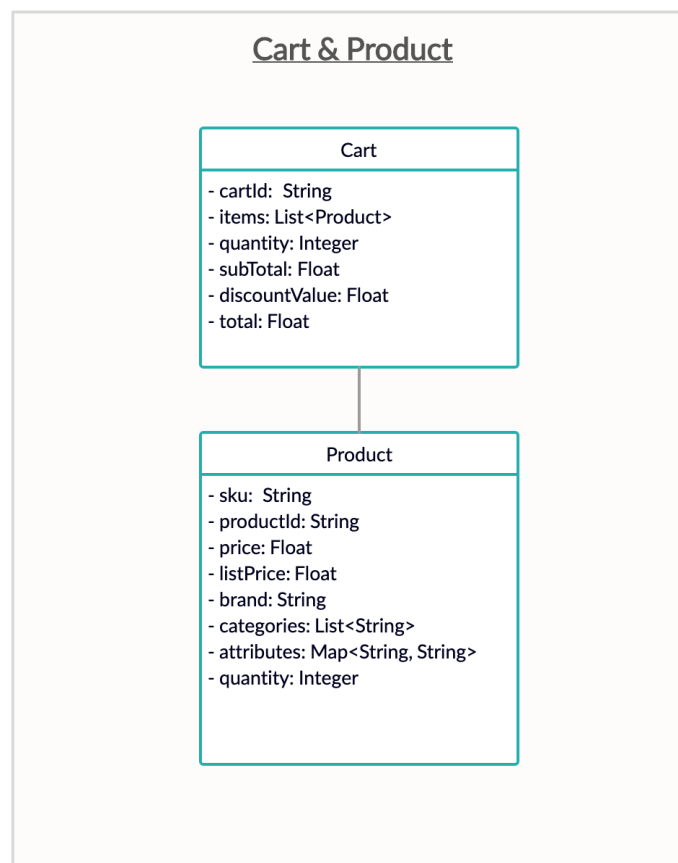 Cart & Product
Cart
- cartId:  String
- items: List<Product>
- quantity: Integer
- subTotal: Float
- discountValue: Float
- total: Float
Product
- sku:  String
- productId: String
- price: Float
- listPrice: Float
- brand: String
- categories: List<String>
- attributes: Map<String, String>
- quantity: Integer